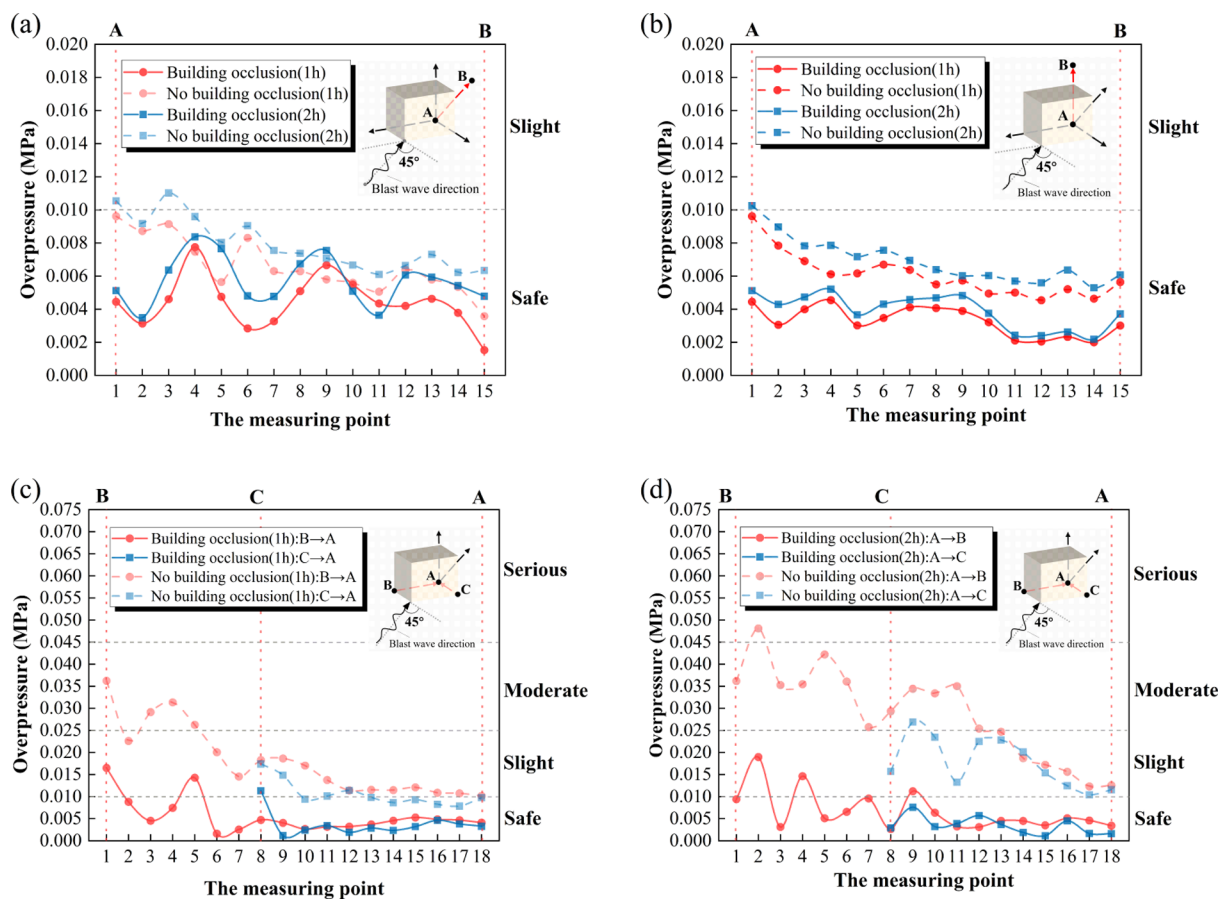 (a)
A
B
0.020
0.018
0.016
0.014
0.012
0.010
0.008
0.006
0.004
0.002
0.000
Overpressure (MPa)
Building occlusion(1h)
No building occlusion(1h)
Building occlusion(2h)
No building occlusion(2h)
B
A
45°
Blast wave direction
Slight
Safe
1 2 3 4 5 6 7 8 9 10 11 12 13 14 15
The measuring point
(b)
A
B
0.020
0.018
0.016
0.014
0.012
0.010
0.008
0.006
0.004
0.002
0.000
Overpressure (MPa)
Building occlusion(1h)
No building occlusion(1h)
Building occlusion(2h)
No building occlusion(2h)
B
A
45°
Blast wave direction
Slight
Safe
1 2 3 4 5 6 7 8 9 10 11 12 13 14 15
The measuring point
(c)
B
C
A
0.075
0.070
0.065
0.060
0.055
0.050
0.045
0.040
0.035
0.030
0.025
0.020
0.015
0.010
0.005
0.000
Overpressure (MPa)
Building occlusion(1h):B→A
Building occlusion(1h):C→A
No building occlusion(1h):B→A
No building occlusion(1h):C→A
B
A
C
45°
Blast wave direction
Serious
Moderate
Slight
Safe
1 2 3 4 5 6 7 8 9 10 11 12 13 14 15 16 17 18
The measuring point
(d)
B
C
A
0.075
0.070
0.065
0.060
0.055
0.050
0.045
0.040
0.035
0.030
0.025
0.020
0.015
0.010
0.005
0.000
Overpressure (MPa)
Building occlusion(2h):A→B
Building occlusion(2h):A→C
No building occlusion(2h):A→B
No building occlusion(2h):A→C
B
A
C
45°
Blast wave direction
Serious
Moderate
Slight
Safe
1 2 3 4 5 6 7 8 9 10 11 12 13 14 15 16 17 18
The measuring point